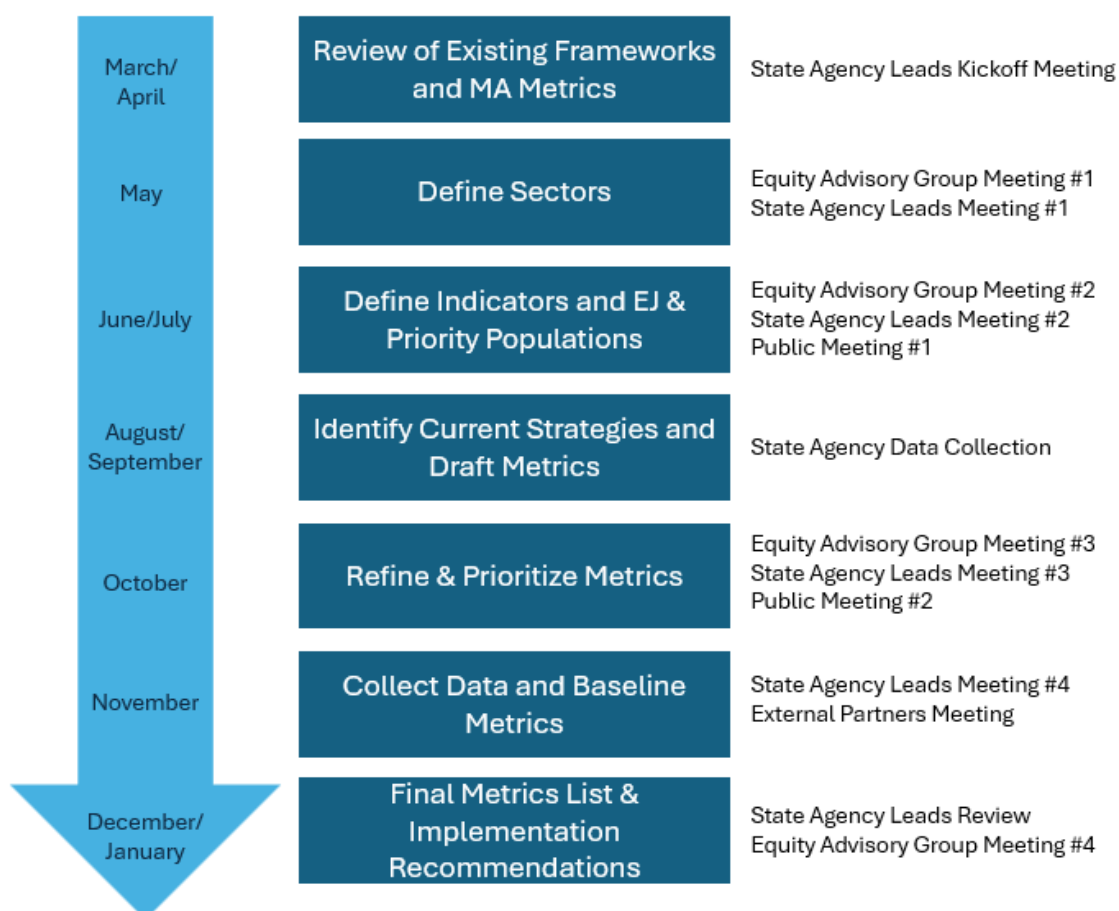 March/
April
Review of Existing Frameworks
and MA Metrics
State Agency Leads Kickoff Meeting
May
Define Sectors
Equity Advisory Group Meeting #1
State Agency Leads Meeting #1
June/July
Define Indicators and EJ &
Priority Populations
Equity Advisory Group Meeting #2
State Agency Leads Meeting #2
Public Meeting #1
August/
September
Identify Current Strategies and
Draft Metrics
State Agency Data Collection
October
Refine & Prioritize Metrics
Equity Advisory Group Meeting #3
State Agency Leads Meeting #3
Public Meeting #2
November
Collect Data and Baseline
Metrics
State Agency Leads Meeting #4
External Partners Meeting
December/
January
Final Metrics List &
Implementation
Recommendations
State Agency Leads Review
Equity Advisory Group Meeting #4